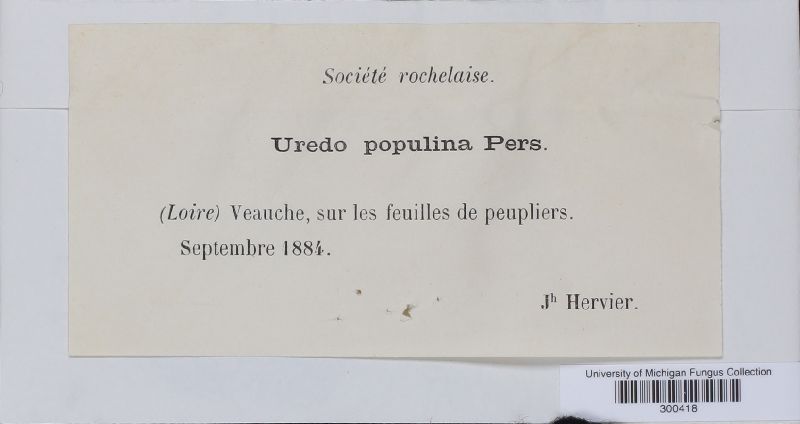 Société rochelaise.
Uredo populina Pers.
(Loire) Veauche, sur les feuilles de peupliers.
Septembre 1884.
Jh Hervier.
University of Michigan Fungus Collection
300418